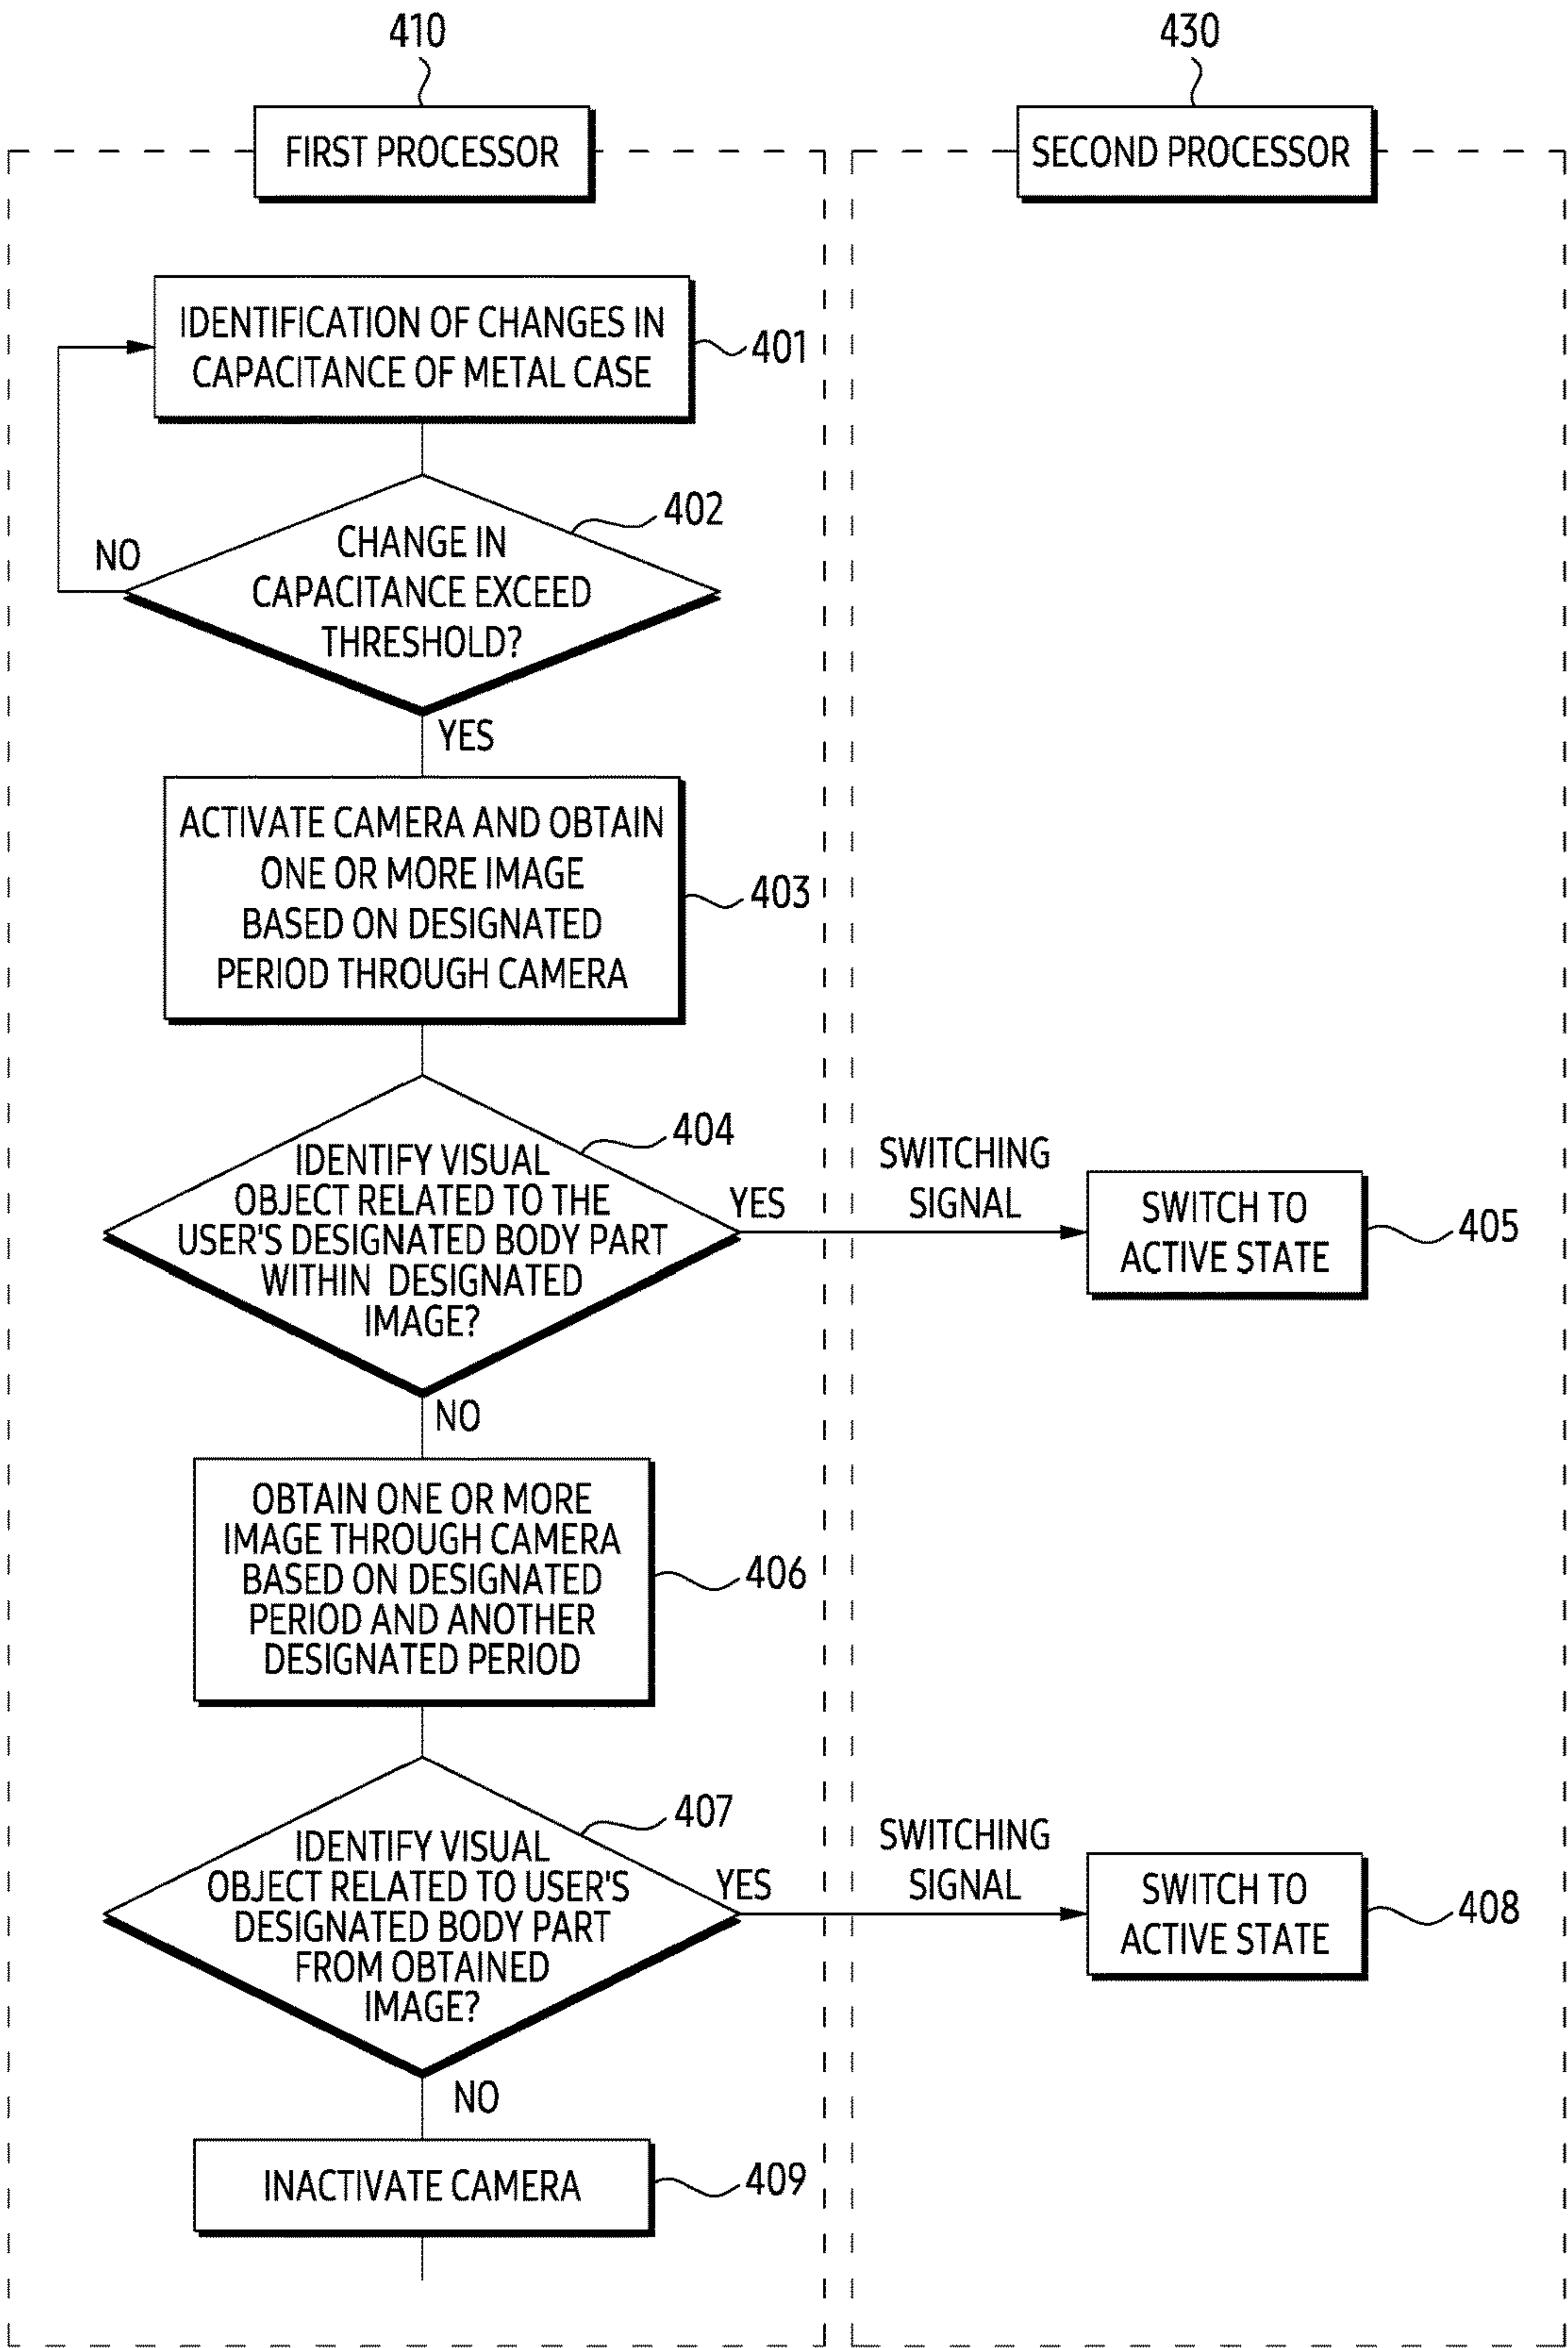 410
430
FIRST PROCESSOR
SECOND PROCESSOR
IDENTIFICATION OF CHANGES IN
CAPACITANCE OF METAL CASE
401
402
CHANGE IN
CAPACITANCE EXCEED
THRESHOLD?
NO
YES
ACTIVATE CAMERA AND OBTAIN
ONE OR MORE IMAGE
BASED ON DESIGNATED
PERIOD THROUGH CAMERA
403
404
IDENTIFY VISUAL
OBJECT RELATED TO THE
USER'S DESIGNATED BODY PART
WITHIN DESIGNATED
IMAGE?
YES
SWITCHING
SIGNAL
SWITCH TO
ACTIVE STATE
405
NO
OBTAIN ONE OR MORE
IMAGE THROUGH CAMERA
BASED ON DESIGNATED
PERIOD AND ANOTHER
DESIGNATED PERIOD
406
407
IDENTIFY VISUAL
OBJECT RELATED TO USER'S
DESIGNATED BODY PART
FROM OBTAINED
IMAGE?
YES
SWITCHING
SIGNAL
SWITCH TO
ACTIVE STATE
408
NO
INACTIVATE CAMERA
409